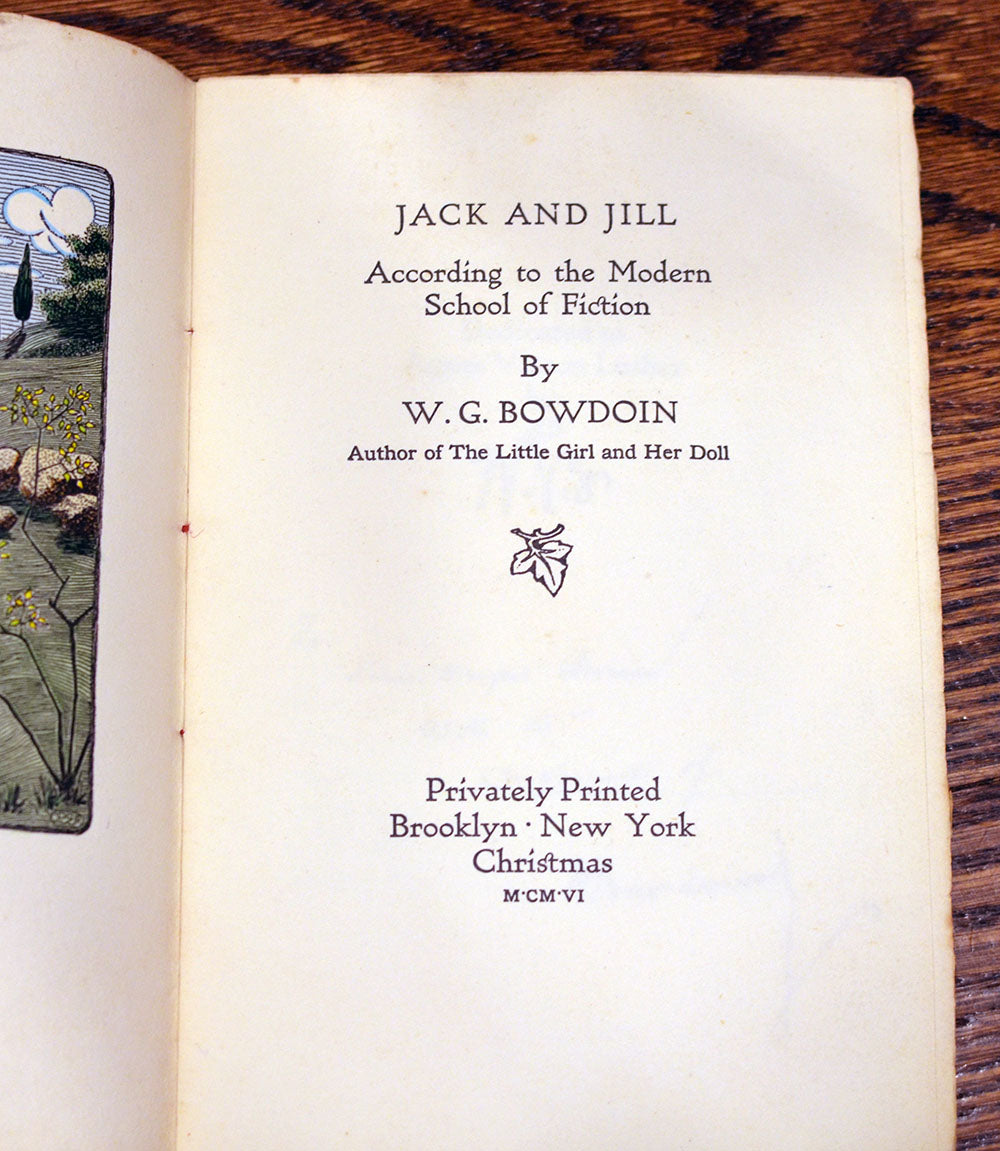 JACK AND JILL
According to the Modern
School of Fiction
By
W. G. BOWDOIN
Author of The Little Girl and Her Doll
Privately Printed
Brooklyn · New York
Christmas
M·CM·VI